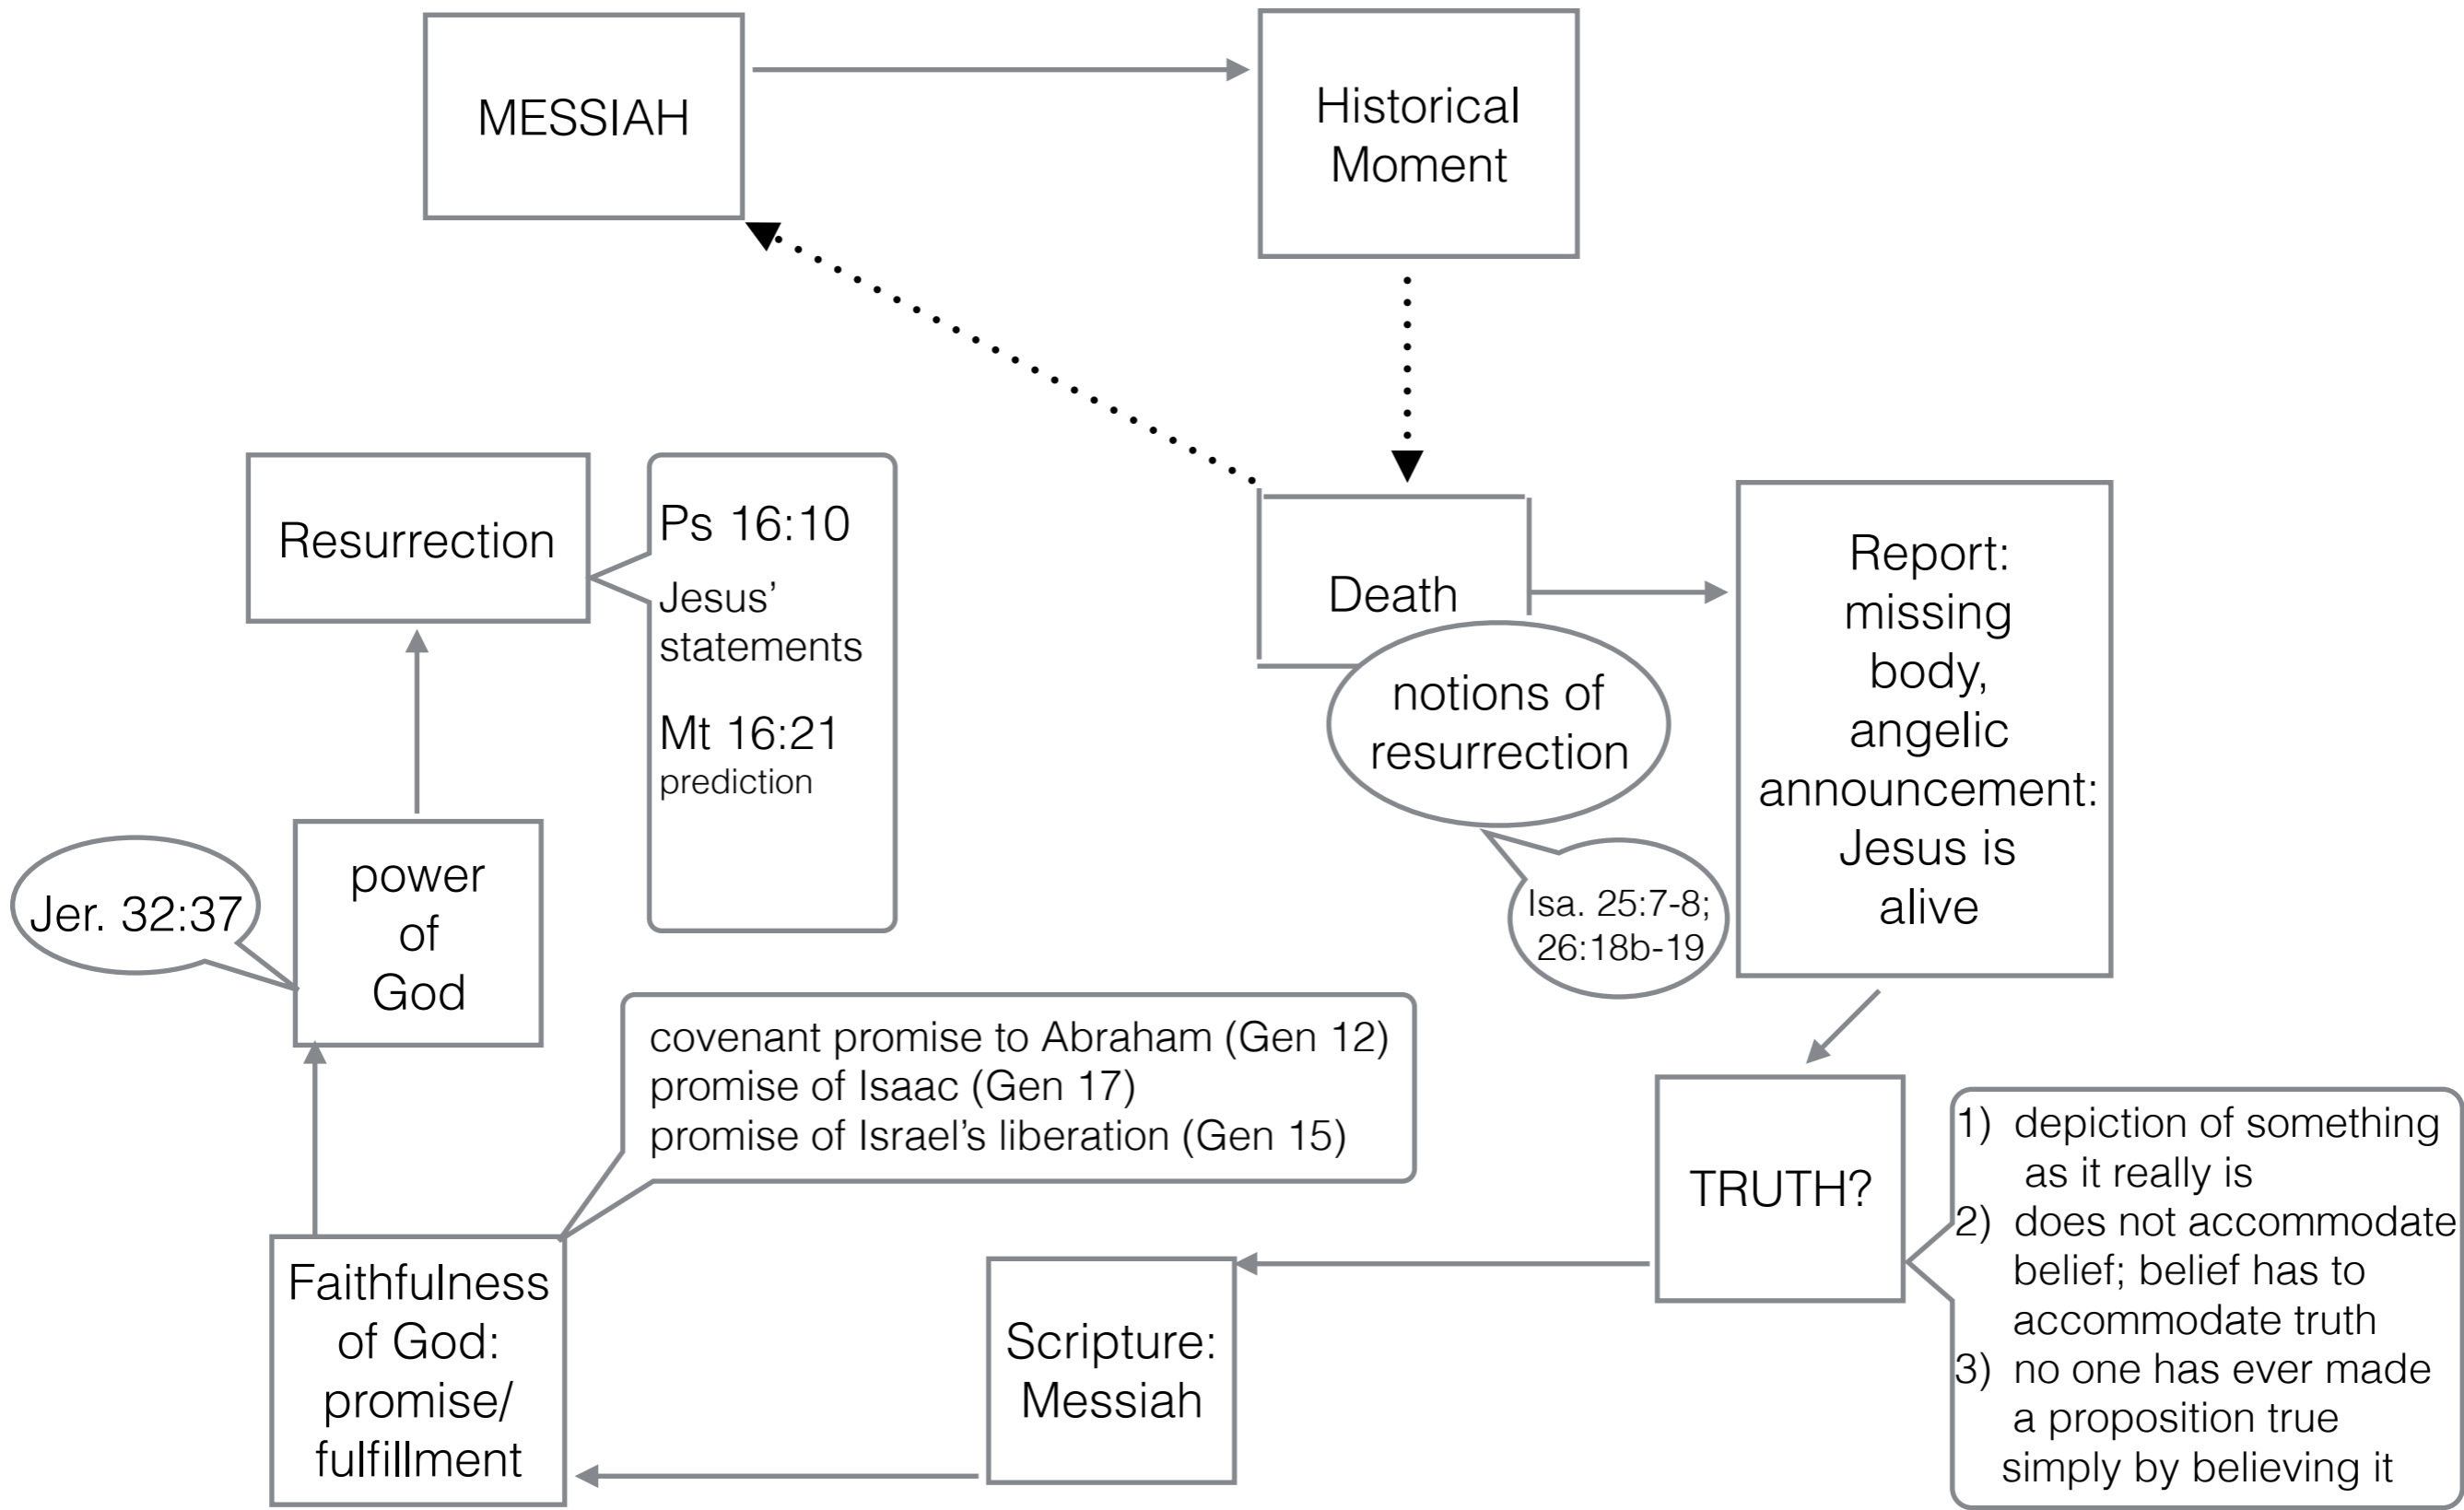 MESSIAH
Historical
Moment
Resurrection
Ps 16:10
Jesus’
statements
Mt 16:21
prediction
Death
notions of
resurrection
Isa. 25:7-8;
26:18b-19
Report:
missing
body,
angelic
announcement:
Jesus is
alive
Jer. 32:37
power
of
God
covenant promise to Abraham (Gen 12)
promise of Isaac (Gen 17)
promise of Israel’s liberation (Gen 15)
TRUTH?
1) depiction of something
as it really is
2) does not accommodate
belief; belief has to
accommodate truth
3) no one has ever made
a proposition true
simply by believing it
Scripture:
Messiah
Faithfulness
of God:
promise/
fulfillment